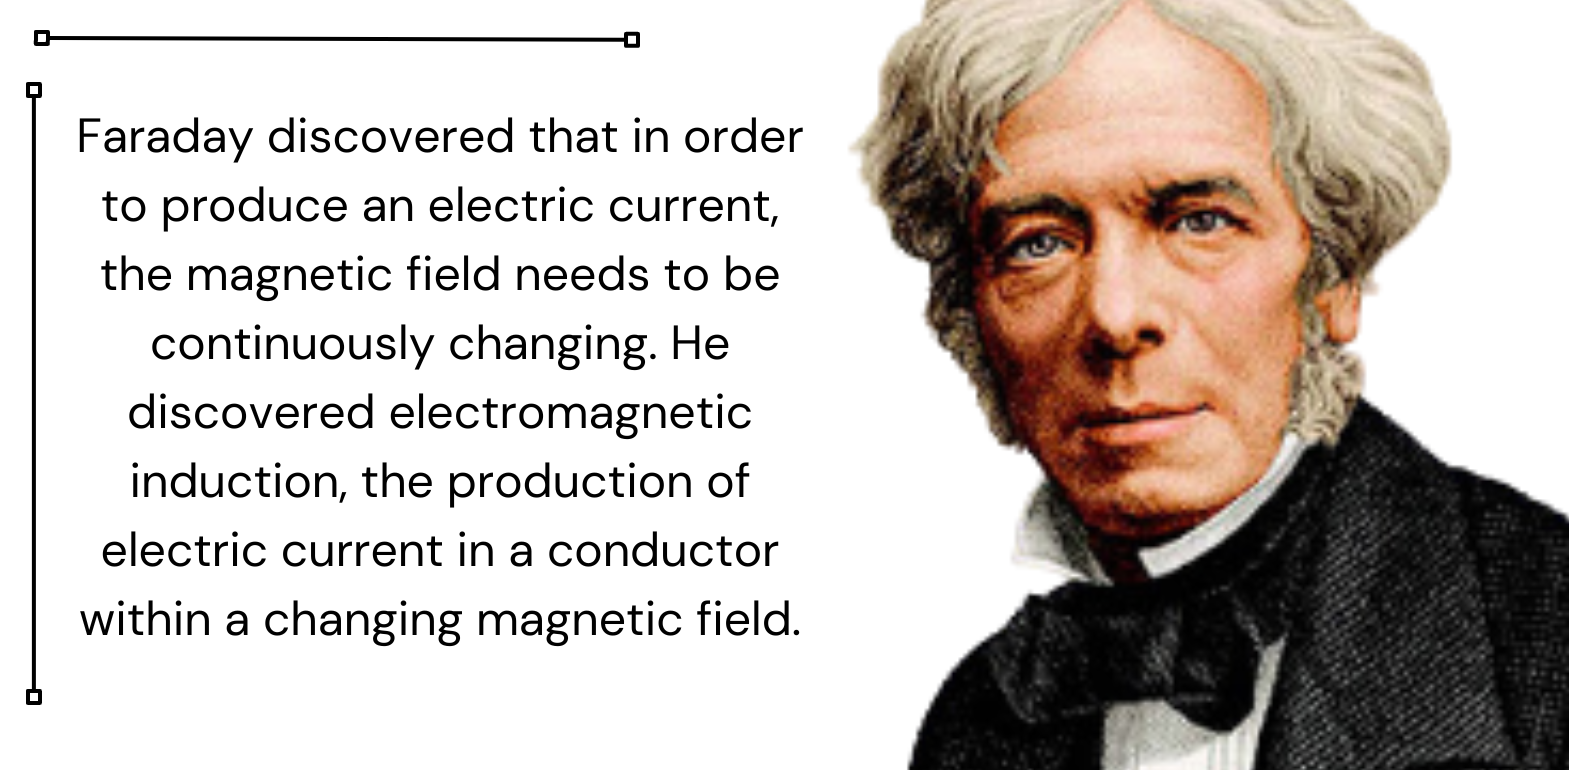 Faraday discovered that in order
to produce an electric current,
the magnetic field needs to be
continuously changing. He
discovered electromagnetic
induction, the production of
electric current in a conductor
within a changing magnetic field.